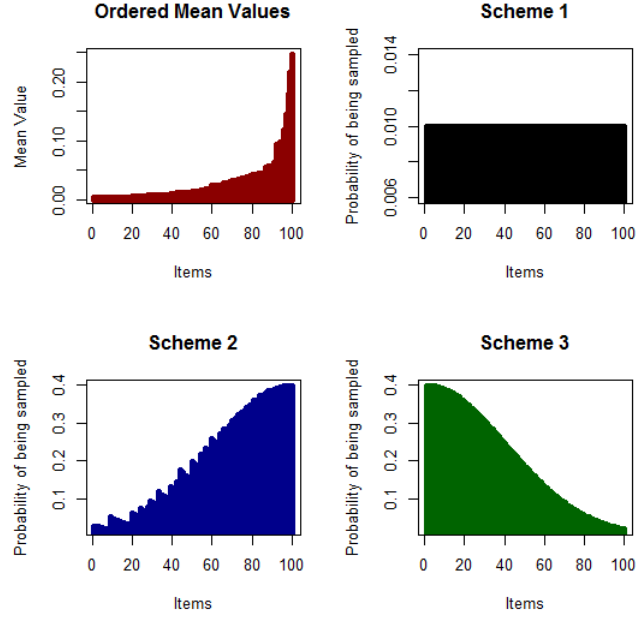 Ordered Mean Values
Mean Value
0.00 0.10 0.20
0 20 40 60 80 100
Items
Scheme 1
Probability of being sampled
0.006 0.010 0.014
0 20 40 60 80 100
Items
Scheme 2
Probability of being sampled
0.1 0.2 0.3 0.4
0 20 40 60 80 100
Items
Scheme 3
Probability of being sampled
0.1 0.2 0.3 0.4
0 20 40 60 80 100
Items